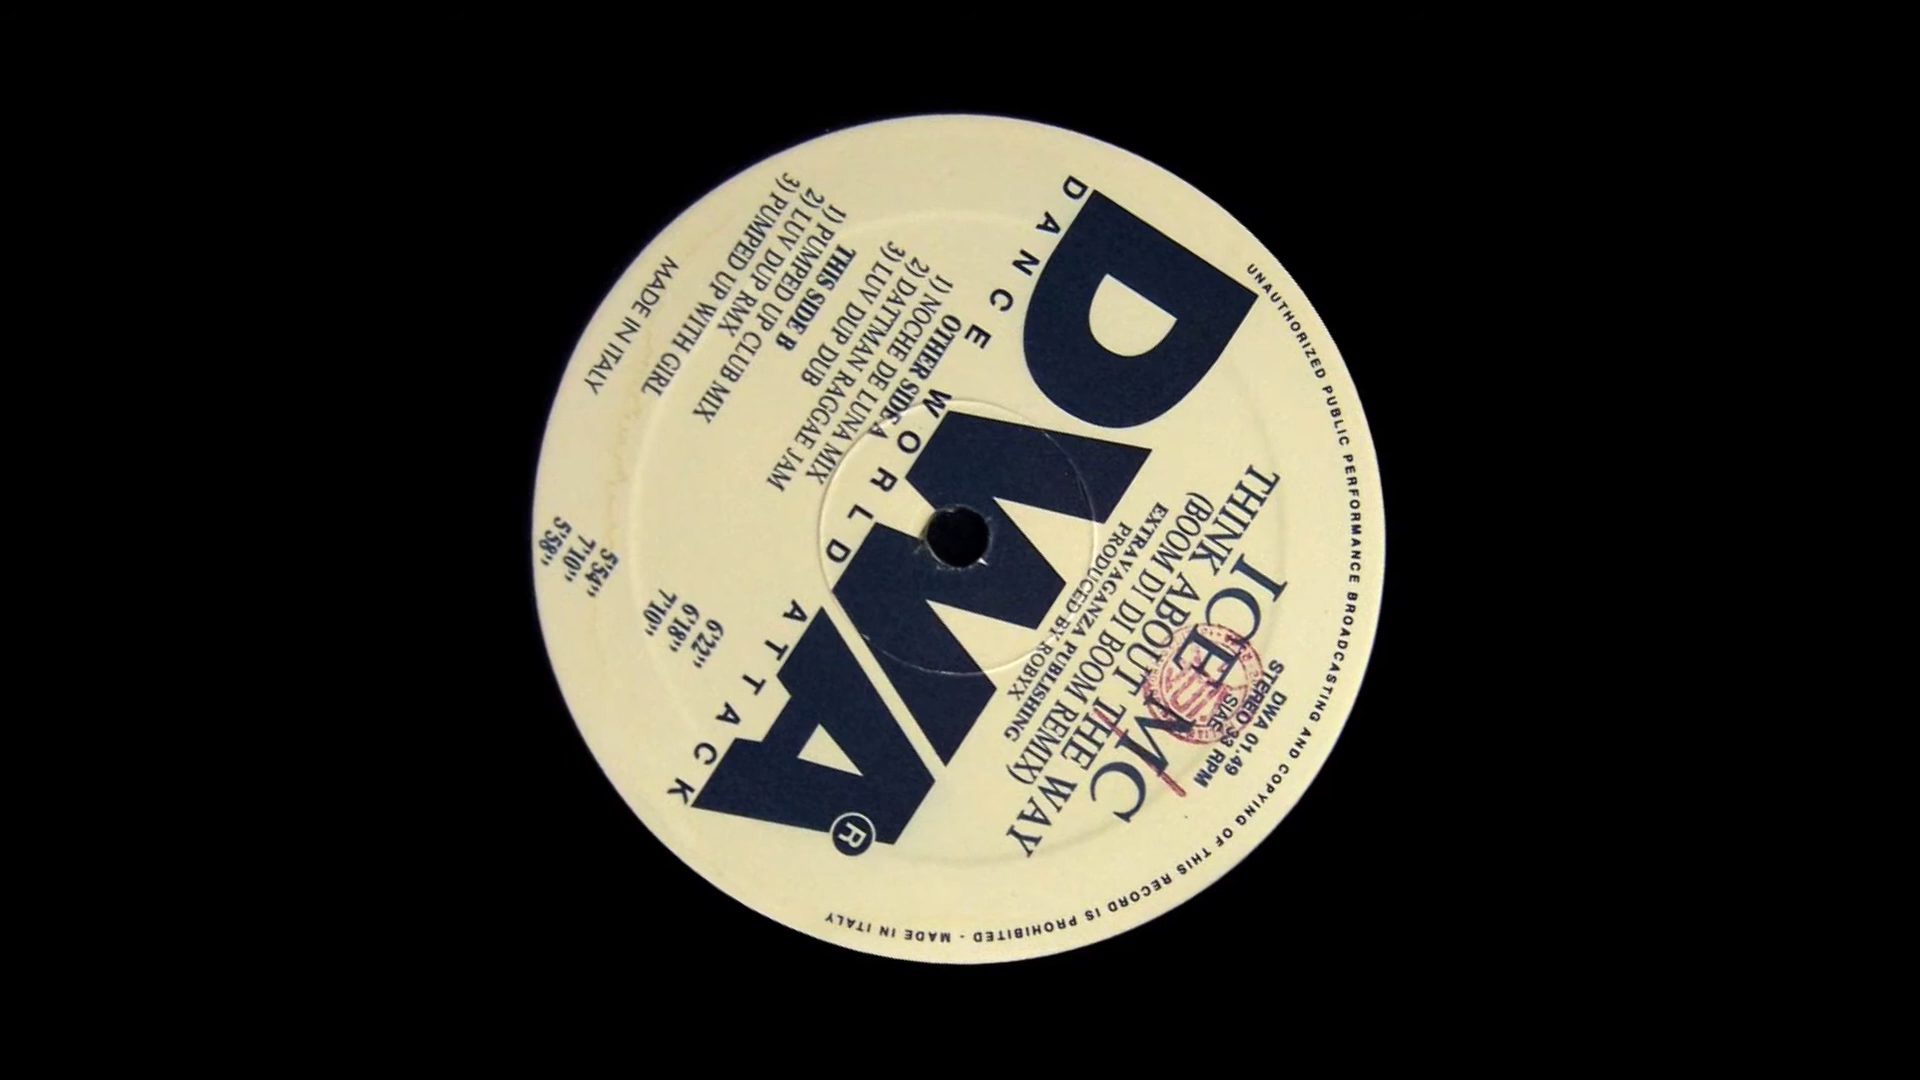 UNAUTHORIZED PUBLIC PERFORMANCE BROADCASTING AND COPYING OF THIS RECORD IS PROHIBITED - MADE IN ITALY
DWA 01.49
STEREO 33 RPM
SIAE
ICE MC
THINK ABOUT THE WAY
(BOOM DI DI BOOM REMIX)
EXTRAVAGANZA PUBLISHING
PRODUCED BY ROBYX
DWA®
DANCE WORLD ATTACK
OTHER SIDE A
1) NOCHE DE LUNA MIX 6'22"
2) DATTMAN RAGGAE JAM 6'18"
3) LUV DUP DUB 7'10"
THIS SIDE B
1) PUMPED UP CLUB MIX 5'54"
2) LUV DUP RMX 7'10"
3) PUMPED UP WITH GIRL 5'58"
MADE IN ITALY